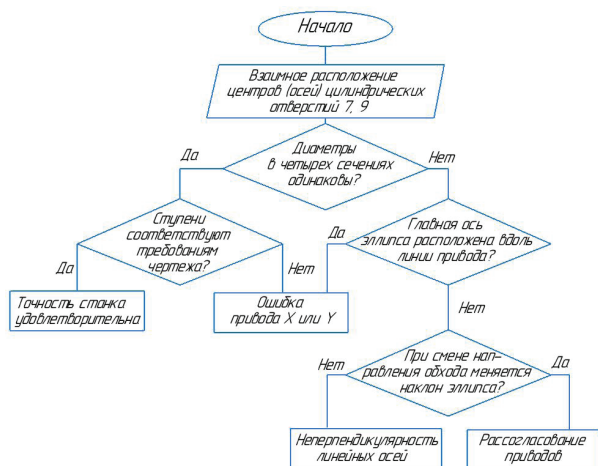 Начало
Взаимное расположение
центров (осей) цилиндрических
отверстий 7, 9
Да
Диаметры
в четырех сечениях
одинаковы?
Нет
Ступени
соответствуют
требованиям
чертежа?
Да
Нет
Да
Главная ось
эллипса расположена вдоль
линии привода?
Нет
Точность станка
удовлетворительна
Ошибка
привода X или Y
Нет
При смене нап-
равления обхода меняется
наклон эллипса?
Да
Неперпендикулярность
линейных осей
Рассогласование
приводов